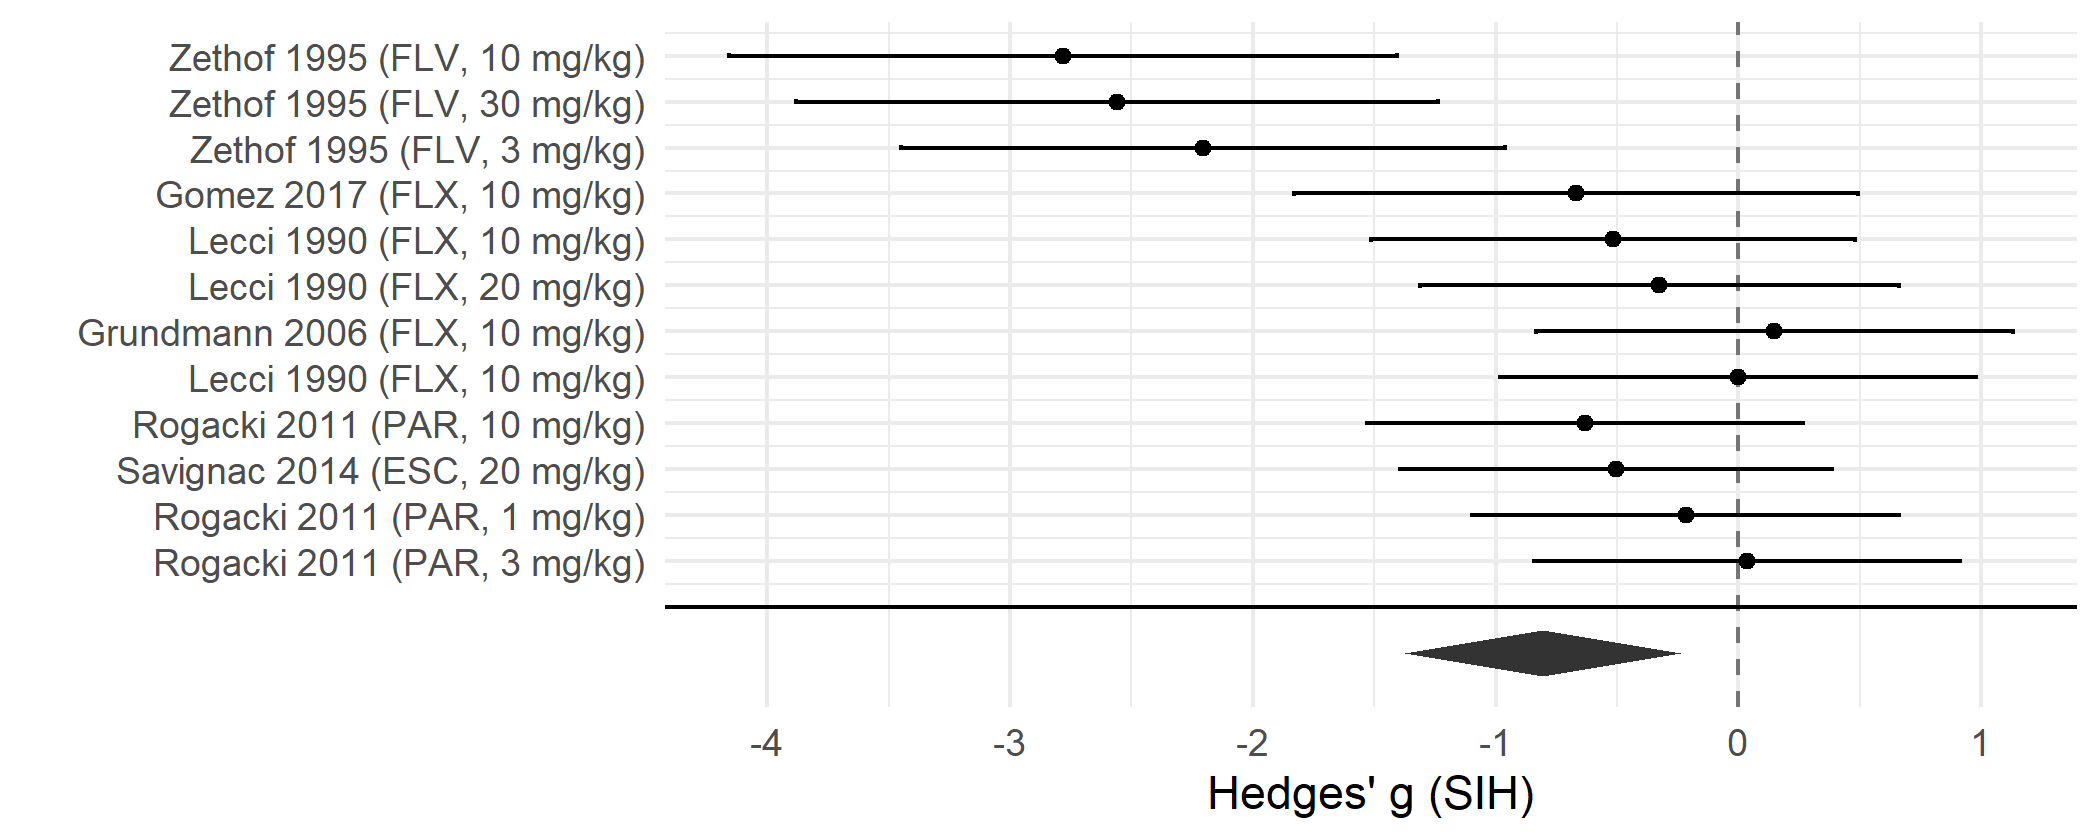 Zethof 1995 (FLV, 10 mg/kg)
Zethof 1995 (FLV, 30 mg/kg)
Zethof 1995 (FLV, 3 mg/kg)
Gomez 2017 (FLX, 10 mg/kg)
Lecci 1990 (FLX, 10 mg/kg)
Lecci 1990 (FLX, 20 mg/kg)
Grundmann 2006 (FLX, 10 mg/kg)
Lecci 1990 (FLX, 10 mg/kg)
Rogacki 2011 (PAR, 10 mg/kg)
Savignac 2014 (ESC, 20 mg/kg)
Rogacki 2011 (PAR, 1 mg/kg)
Rogacki 2011 (PAR, 3 mg/kg)
-4 -3 -2 -1 0 1
Hedges' g (SIH)